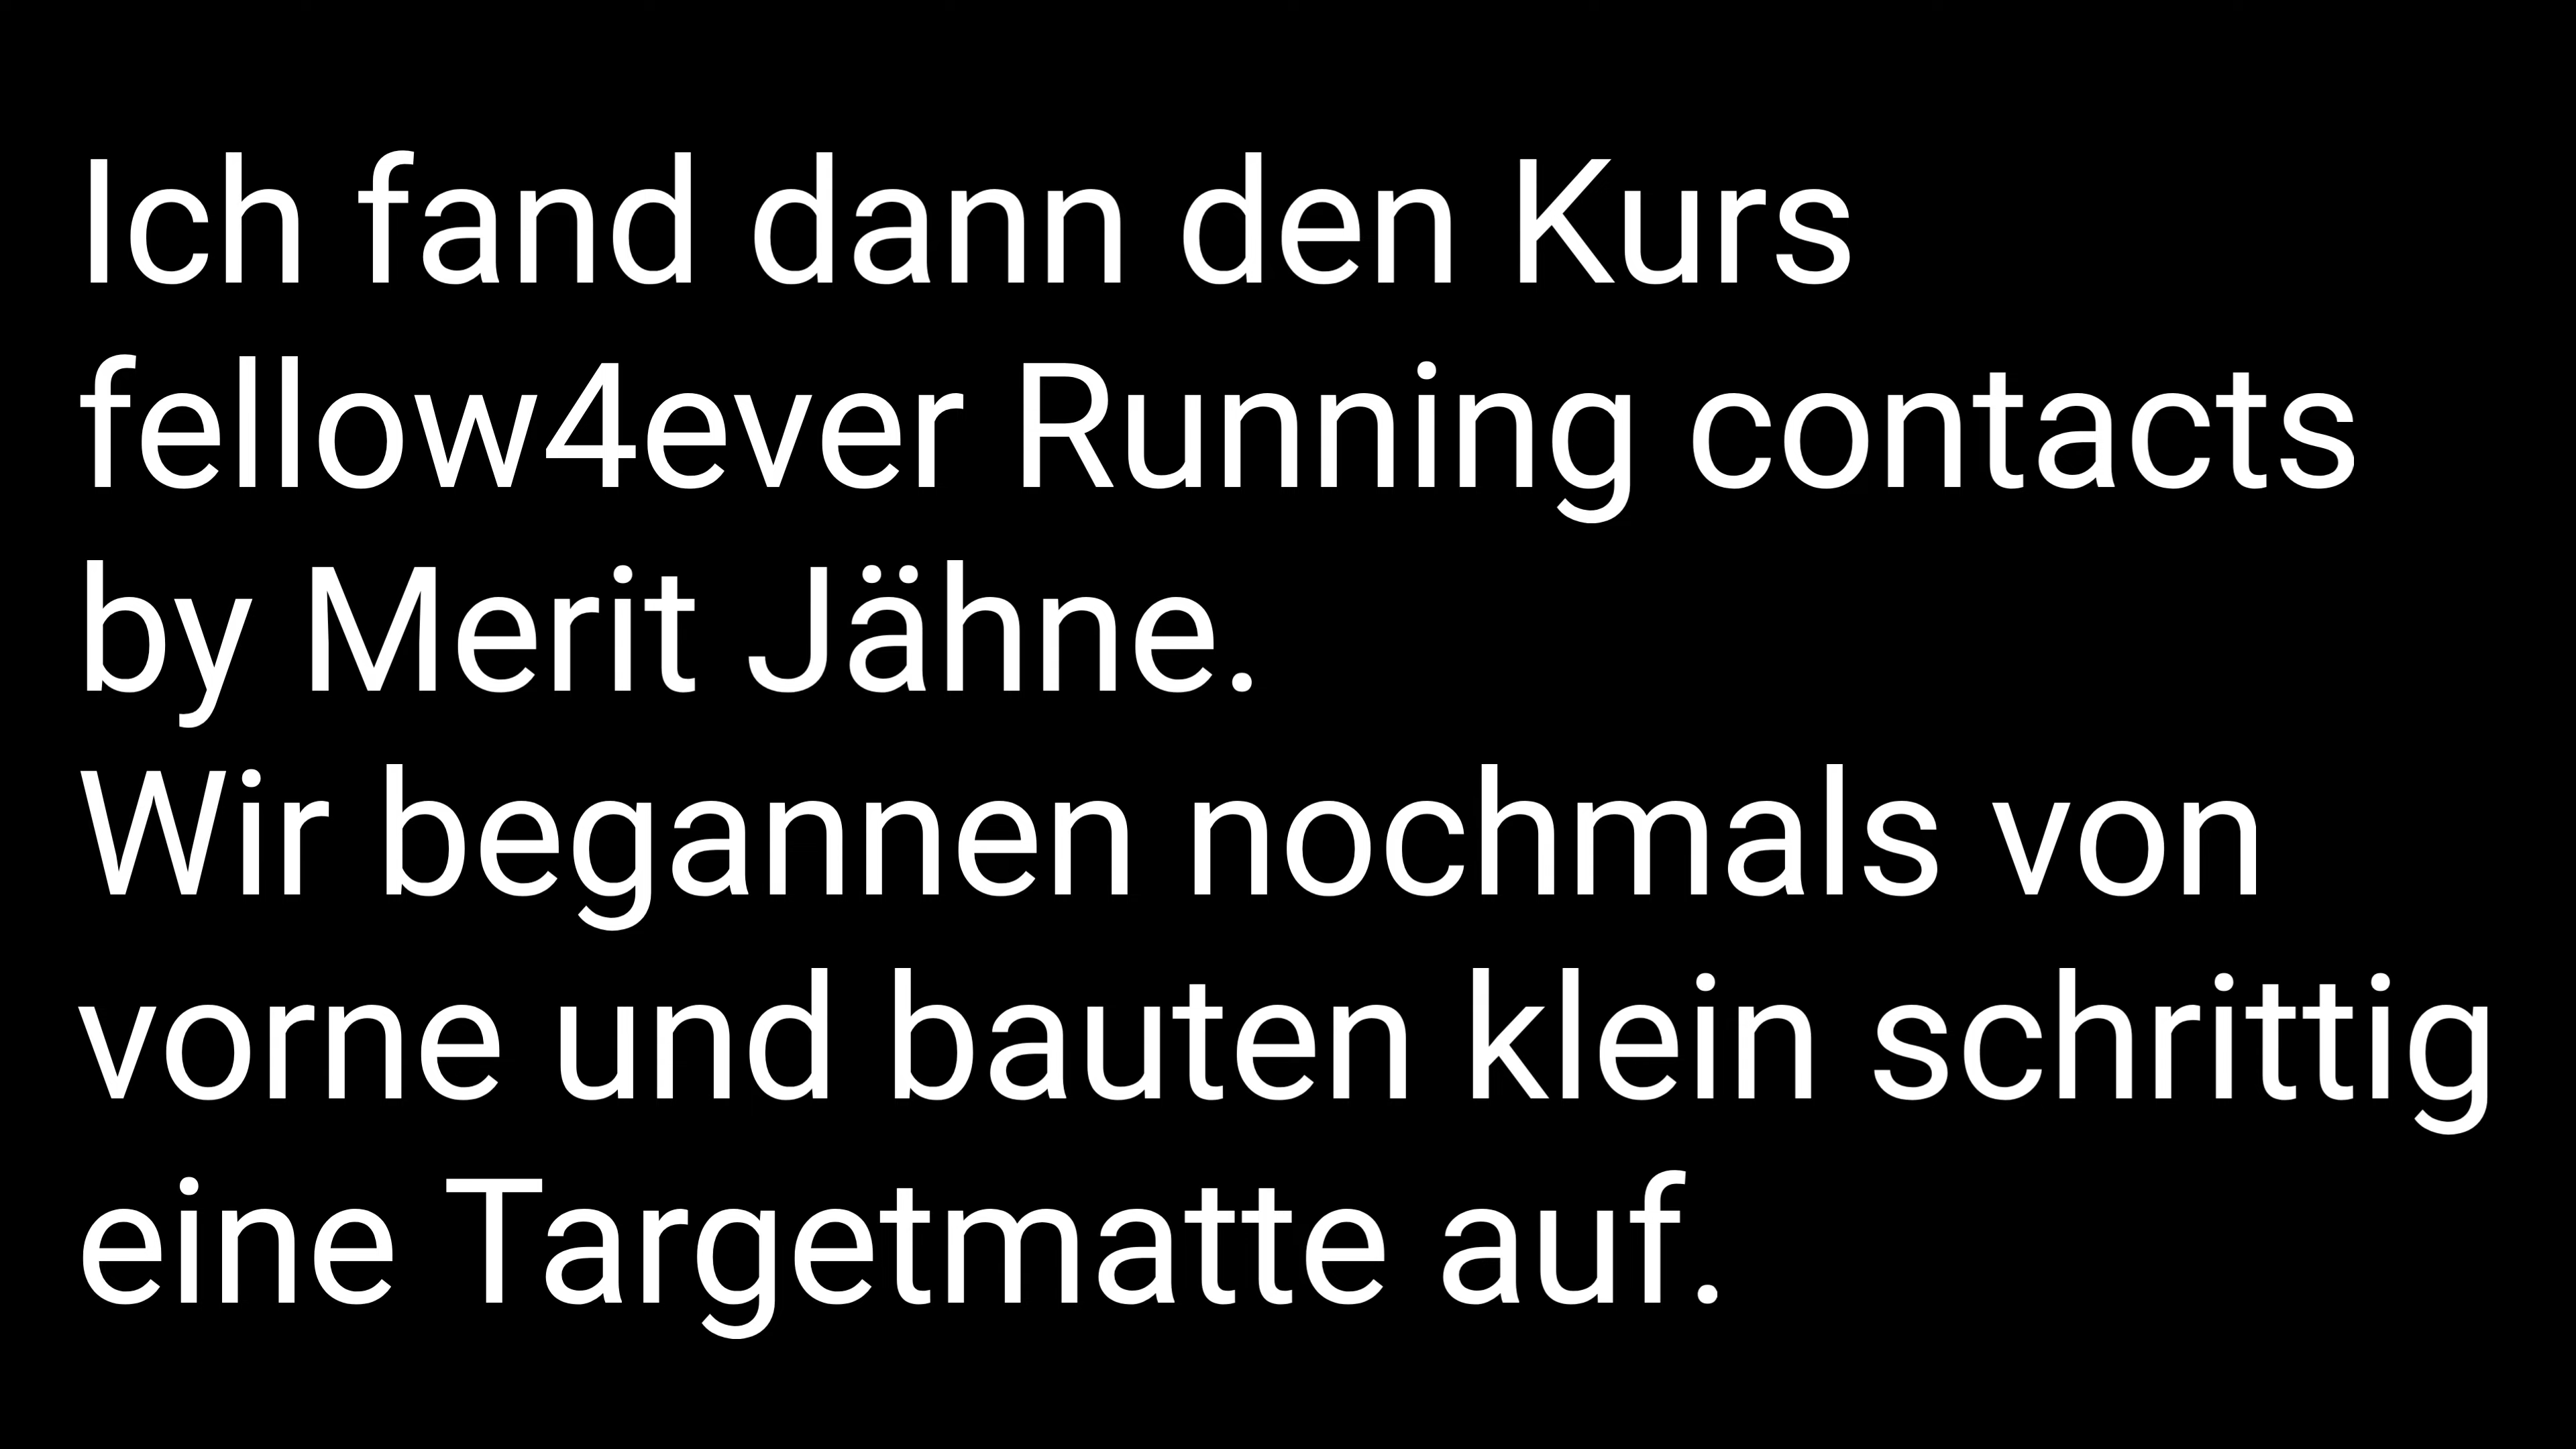 Ich fand dann den Kurs
fellow4ever Running contacts
by Merit Jähne.
Wir begannen nochmals von
vorne und bauten klein schrittig
eine Targetmatte auf.